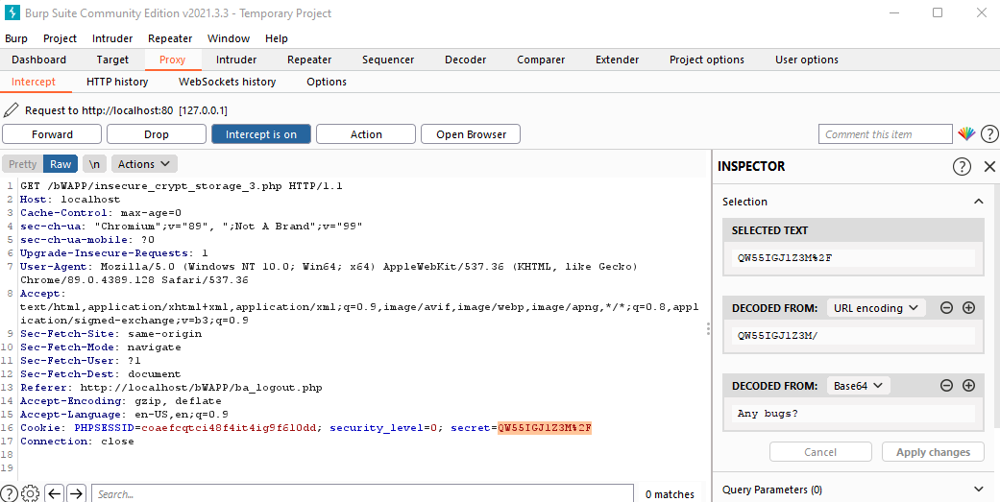 Burp Suite Community Edition v2021.3.3 - Temporary Project
Burp Project Intruder Repeater Window Help
Dashboard Target Proxy Intruder Repeater Sequencer Decoder Comparer Extender Project options User options
Intercept HTTP history WebSockets history Options
Request to http://localhost:80 [127.0.0.1]
Forward Drop Intercept is on Action Open Browser Comment this item ?
Pretty Raw \n Actions
1 GET /bWAPP/insecure_crypt_storage_3.php HTTP/1.1
2 Host: localhost
3 Cache-Control: max-age=0
4 sec-ch-ua: "Chromium";v="89", ";Not A Brand";v="99"
5 sec-ch-ua-mobile: ?0
6 Upgrade-Insecure-Requests: 1
7 User-Agent: Mozilla/5.0 (Windows NT 10.0; Win64; x64) AppleWebKit/537.36 (KHTML, like Gecko)
Chrome/89.0.4389.128 Safari/537.36
8 Accept:
text/html,application/xhtml+xml,application/xml;q=0.9,image/avif,image/webp,image/apng,*/*;q=0.8,appl
ication/signed-exchange;v=b3;q=0.9
9 Sec-Fetch-Site: same-origin
10 Sec-Fetch-Mode: navigate
11 Sec-Fetch-User: ?1
12 Sec-Fetch-Dest: document
13 Referer: http://localhost/bWAPP/ba_logout.php
14 Accept-Encoding: gzip, deflate
15 Accept-Language: en-US,en;q=0.9
16 Cookie: PHPSESSID=coaefcqtci48f4it4ig9f6l0dd; security_level=0; secret=QW55IGJ1Z3M%2F
17 Connection: close
18
19
? Search... 0 matches
INSPECTOR ?
Selection
SELECTED TEXT
QW55IGJ1Z3M%2F
DECODED FROM: URL encoding
QW55IGJ1Z3M/
DECODED FROM: Base64
Any bugs?
Cancel Apply changes
Query Parameters (0)